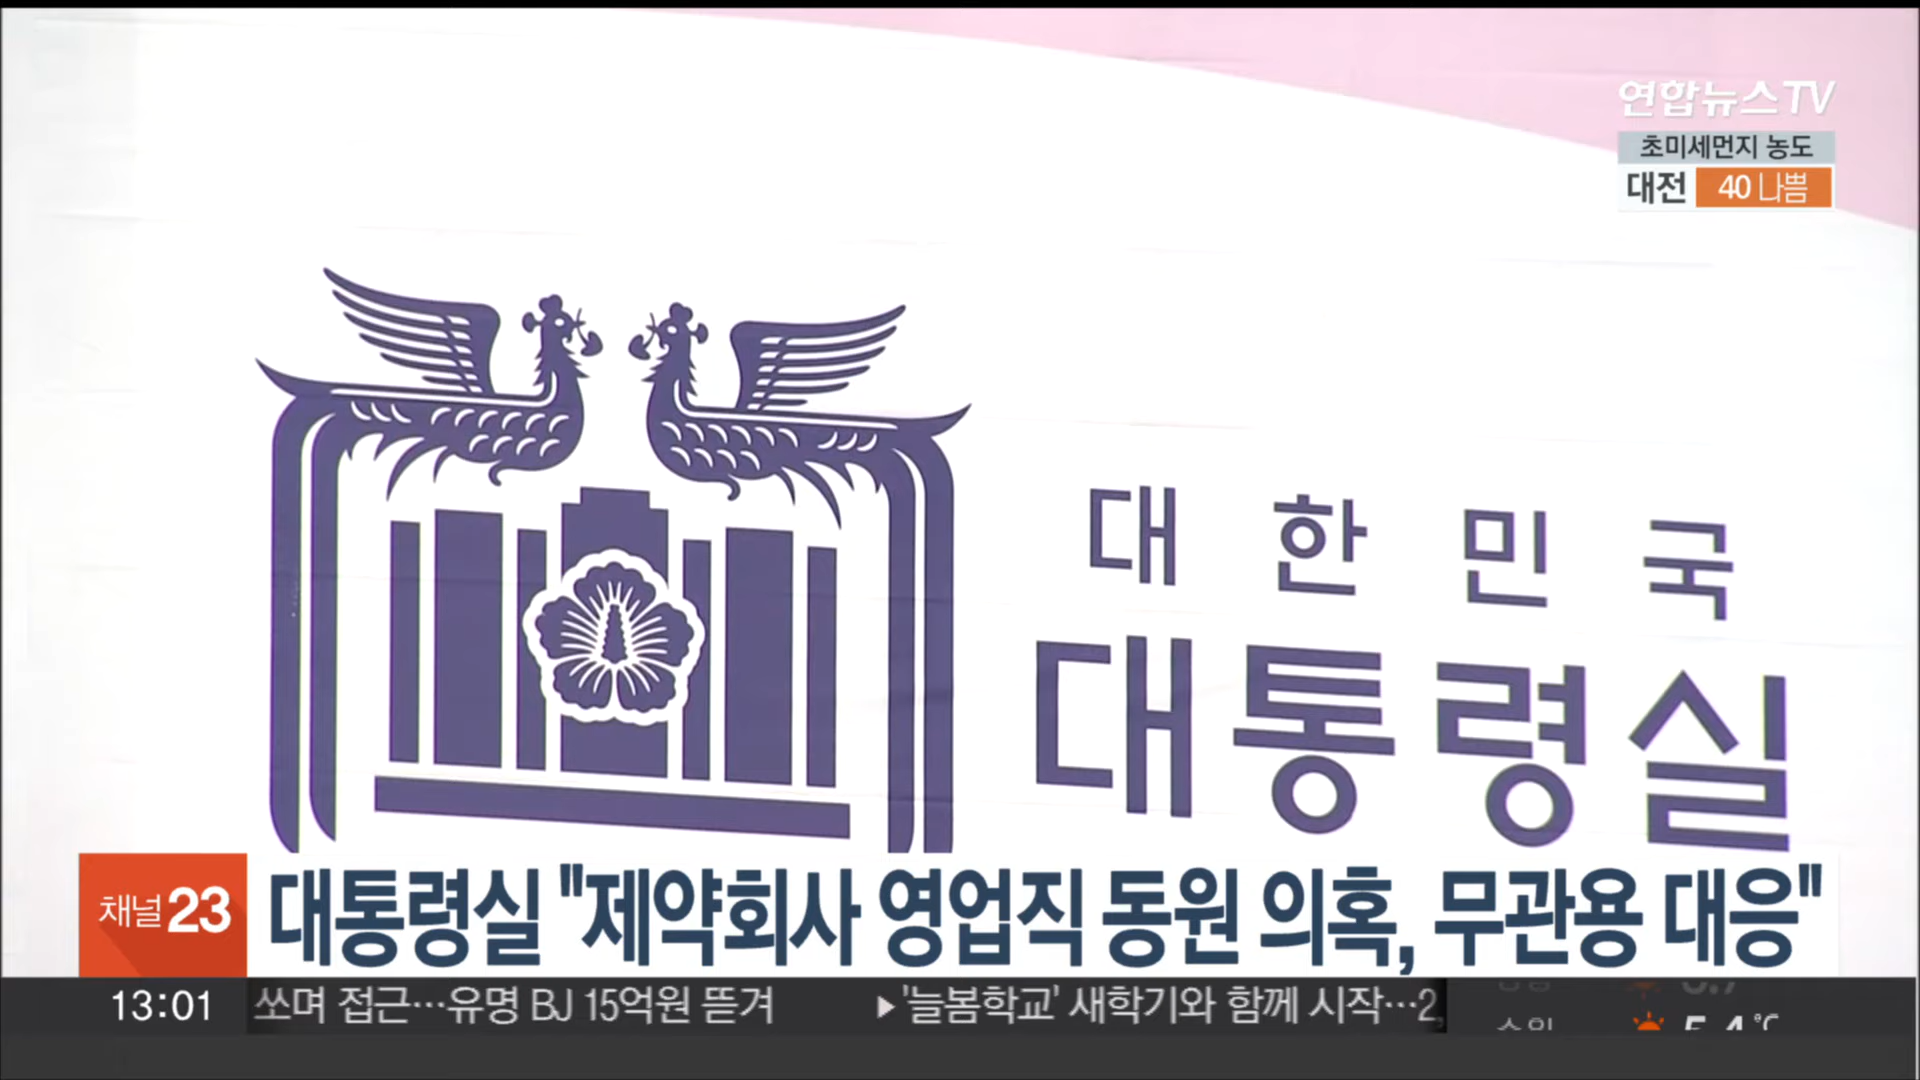 연합뉴스TV
초미세먼지 농도
대전 40 나쁨
대한민국
대통령실
채널23 대통령실 "제약회사 영업직 동원 의혹, 무관용 대응"
13:01 쏘며 접근…유명 BJ 15억원 뜯겨 ▶'늘봄학교' 새학기와 함께 시작…2, 5.4℃